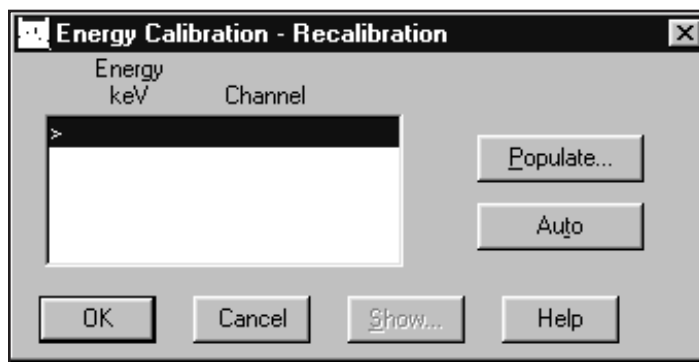 Energy Calibration - Recalibration
Energy
keV Channel
>
Populate...
Auto
OK Cancel Show... Help